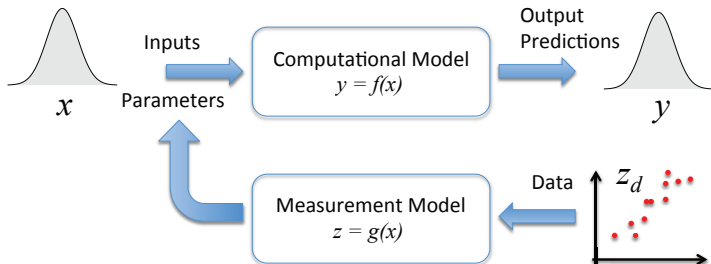 Inputs
Parameters
x
Computational Model
y = f(x)
Output
Predictions
y
Measurement Model
z = g(x)
Data
z_d